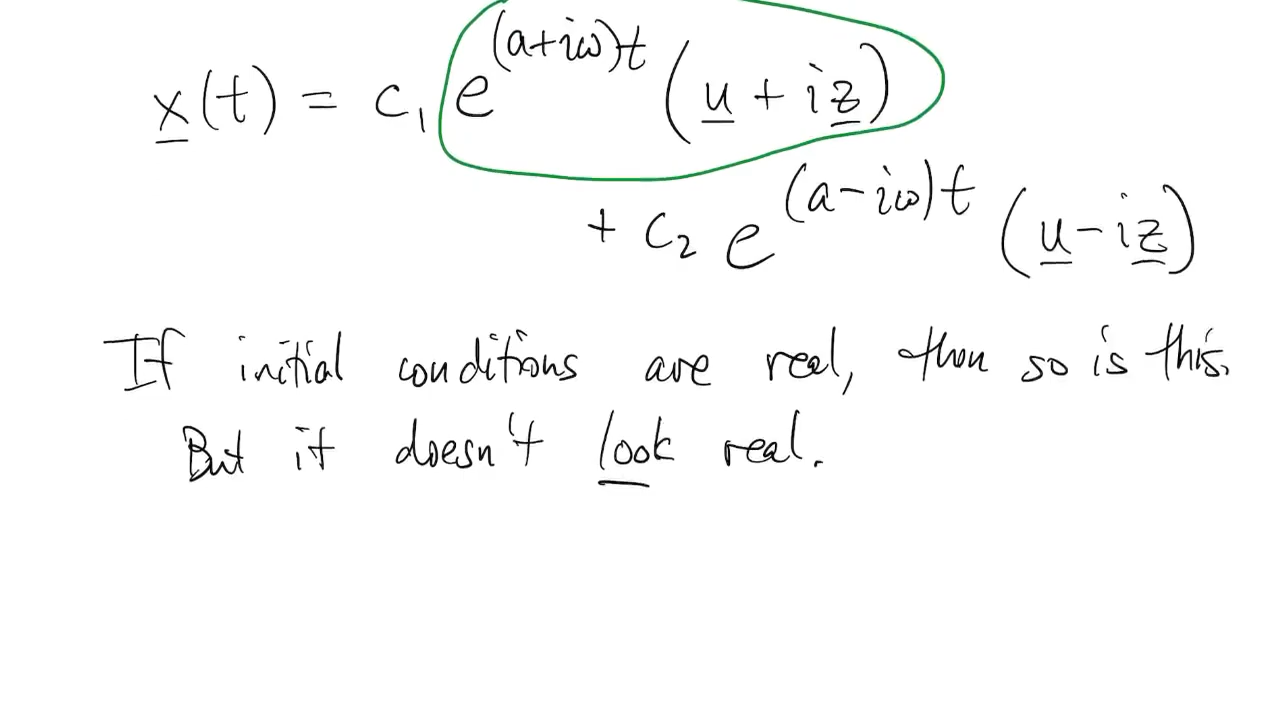 x(t) = c₁ e^{(a+iω)t} (u + iz)
+ c₂ e^{(a-iω)t} (u - iz)
If initial conditions are real, then so is this.
But it doesn't look real.